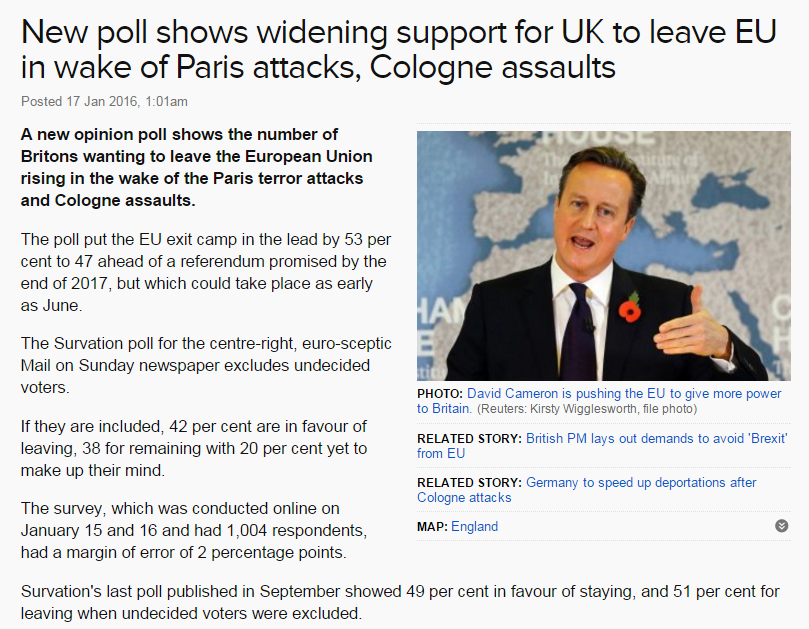 New poll shows widening support for UK to leave EU
in wake of Paris attacks, Cologne assaults
Posted 17 Jan 2016, 1:01am
A new opinion poll shows the number of
Britons wanting to leave the European Union
rising in the wake of the Paris terror attacks
and Cologne assaults.
The poll put the EU exit camp in the lead by 53 per
cent to 47 ahead of a referendum promised by the
end of 2017, but which could take place as early
as June.
The Survation poll for the centre-right, euro-sceptic
Mail on Sunday newspaper excludes undecided
voters.
If they are included, 42 per cent are in favour of
leaving, 38 for remaining with 20 per cent yet to
make up their mind.
The survey, which was conducted online on
January 15 and 16 and had 1,004 respondents,
had a margin of error of 2 percentage points.
HOUSE
PHOTO: David Cameron is pushing the EU to give more power
to Britain. (Reuters: Kirsty Wigglesworth, file photo)
RELATED STORY: British PM lays out demands to avoid 'Brexit'
from EU
RELATED STORY: Germany to speed up deportations after
Cologne attacks
MAP: England
Survation's last poll published in September showed 49 per cent in favour of staying, and 51 per cent for
leaving when undecided voters were excluded.